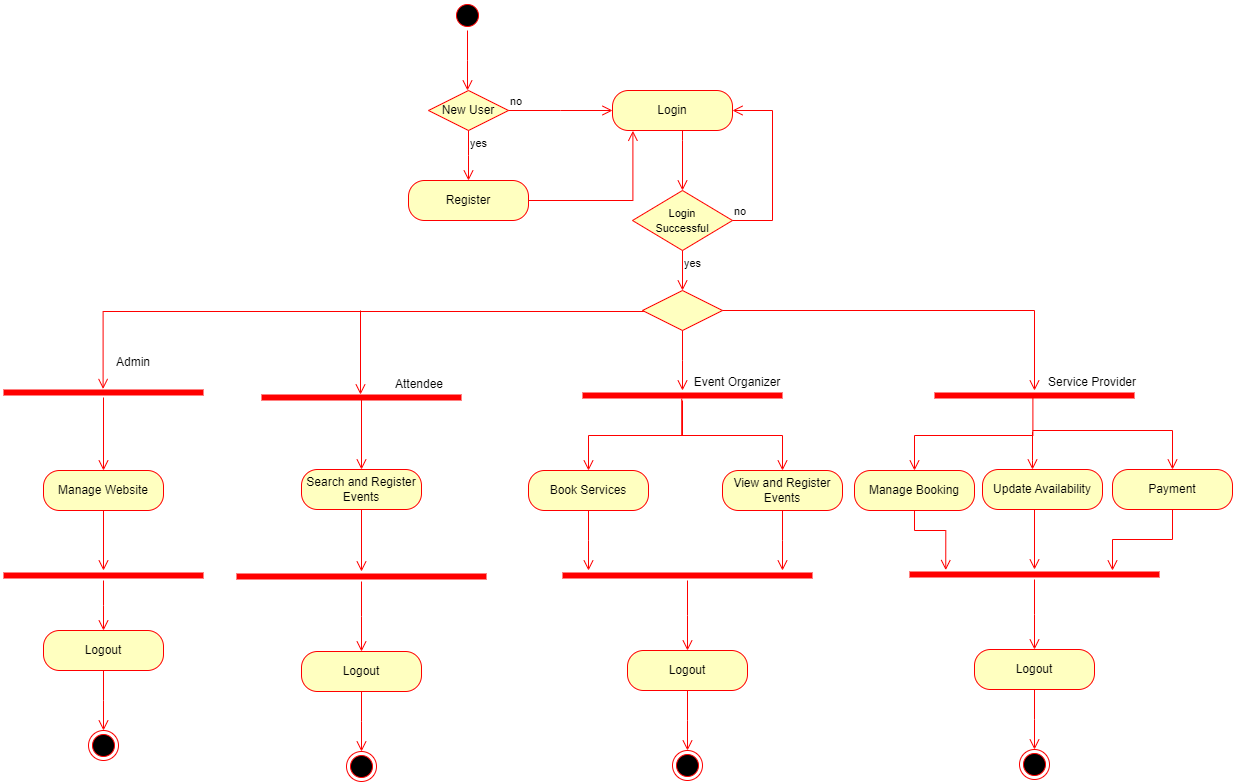 New User
no
Login
yes
Register
Login
Successful
no
yes
Admin
Attendee
Event Organizer
Service Provider
Manage Website
Search and Register
Events
Book Services
View and Register
Events
Manage Booking
Update Availability
Payment
Logout
Logout
Logout
Logout